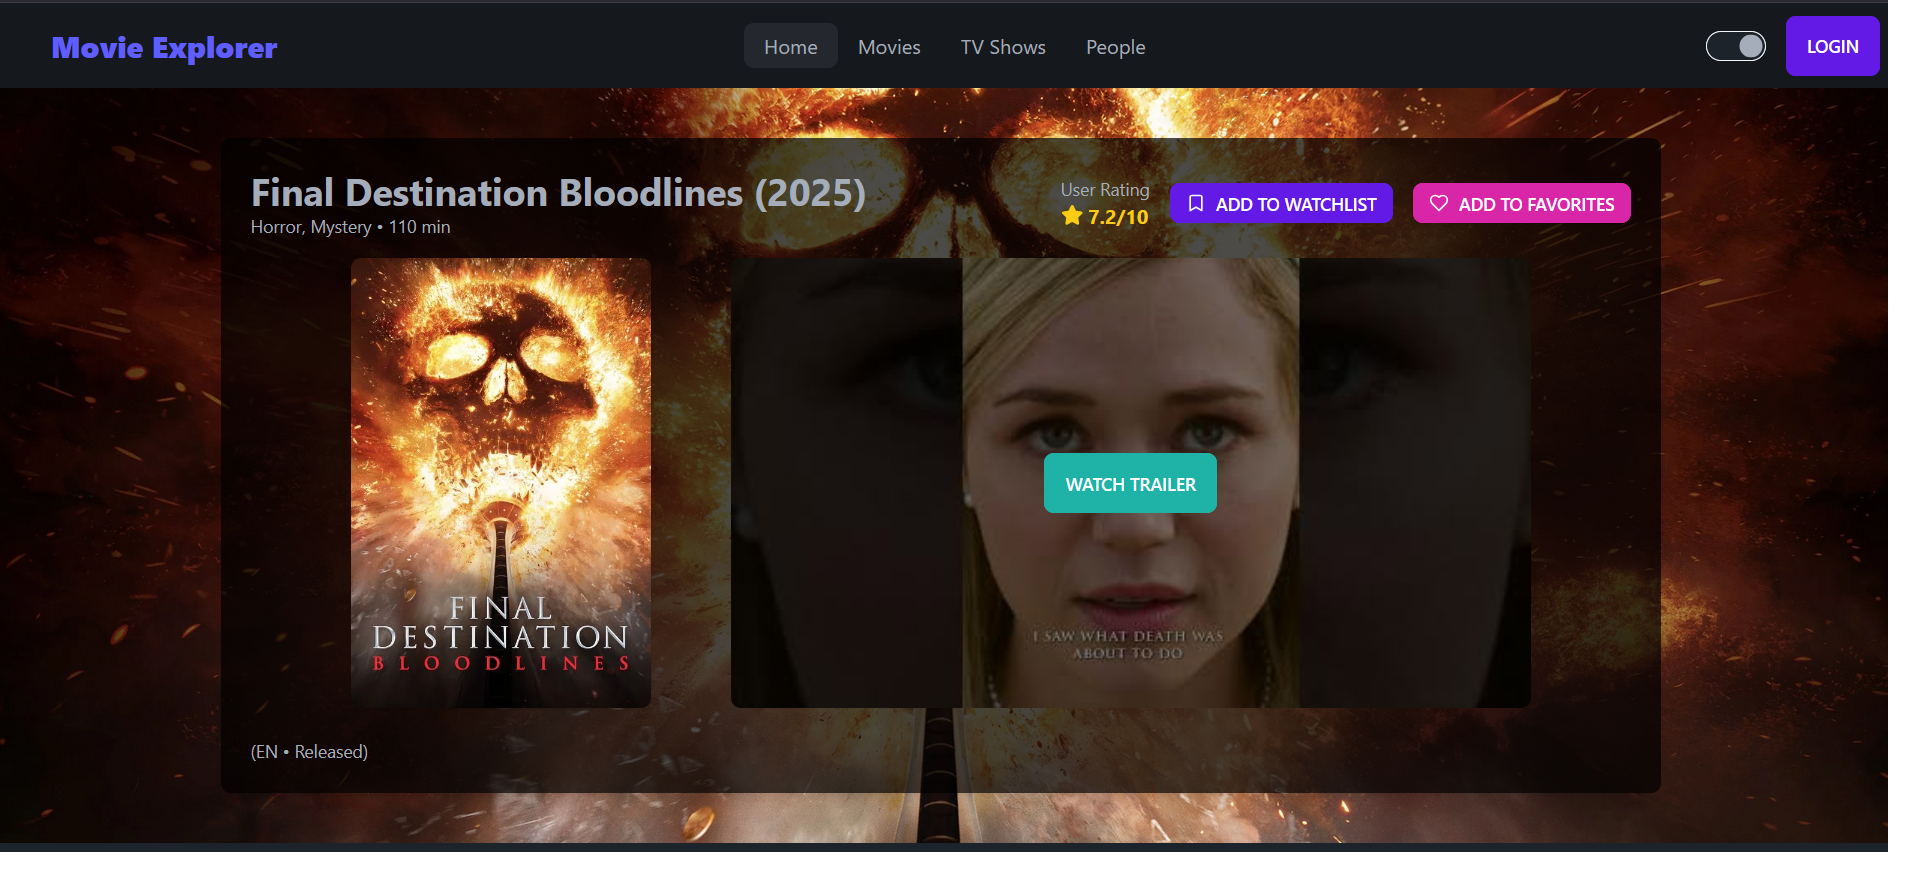 Movie Explorer
Home
Movies
TV Shows
People
LOGIN
Final Destination Bloodlines (2025)
Horror, Mystery • 110 min
User Rating
7.2/10
ADD TO WATCHLIST
ADD TO FAVORITES
FINAL
DESTINATION
BLOODLINES
WATCH TRAILER
I SAW WHAT DEATH WAS
ABOUT TO DO
(EN • Released)